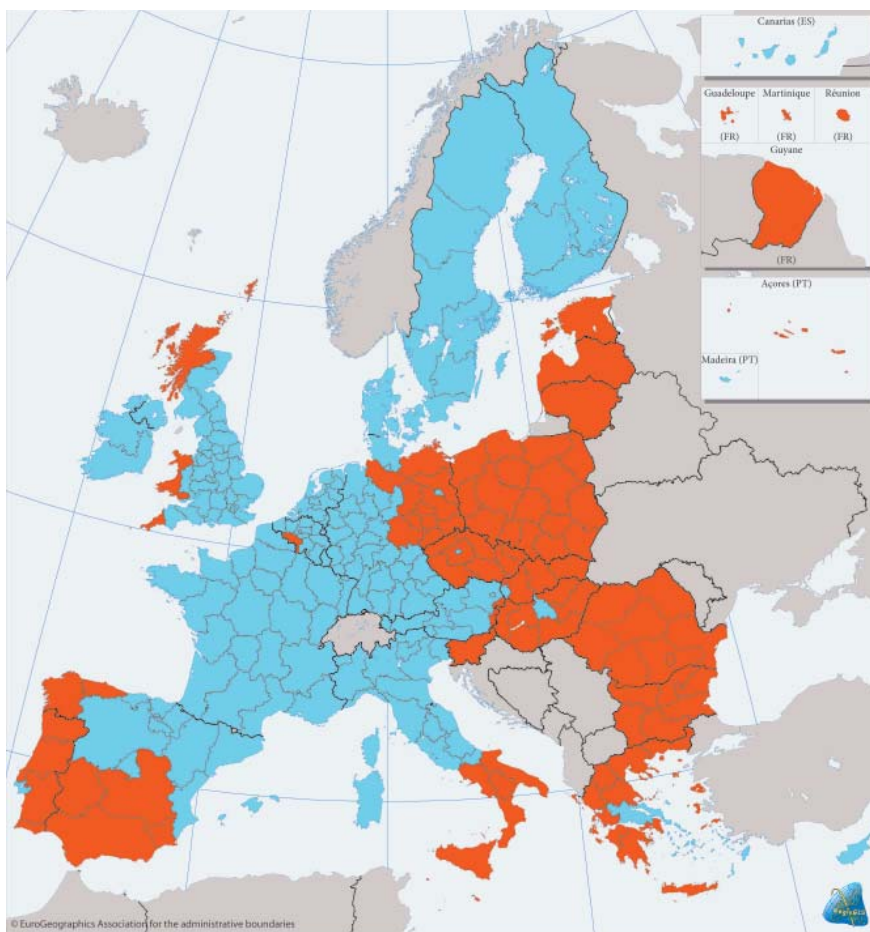 Canarias (ES)
Guadeloupe
Martinique
Réunion
(FR)
(FR)
(FR)
Guyane
(FR)
Açores (PT)
Madeira (PT)
© EuroGeographics Association for the administrative boundaries